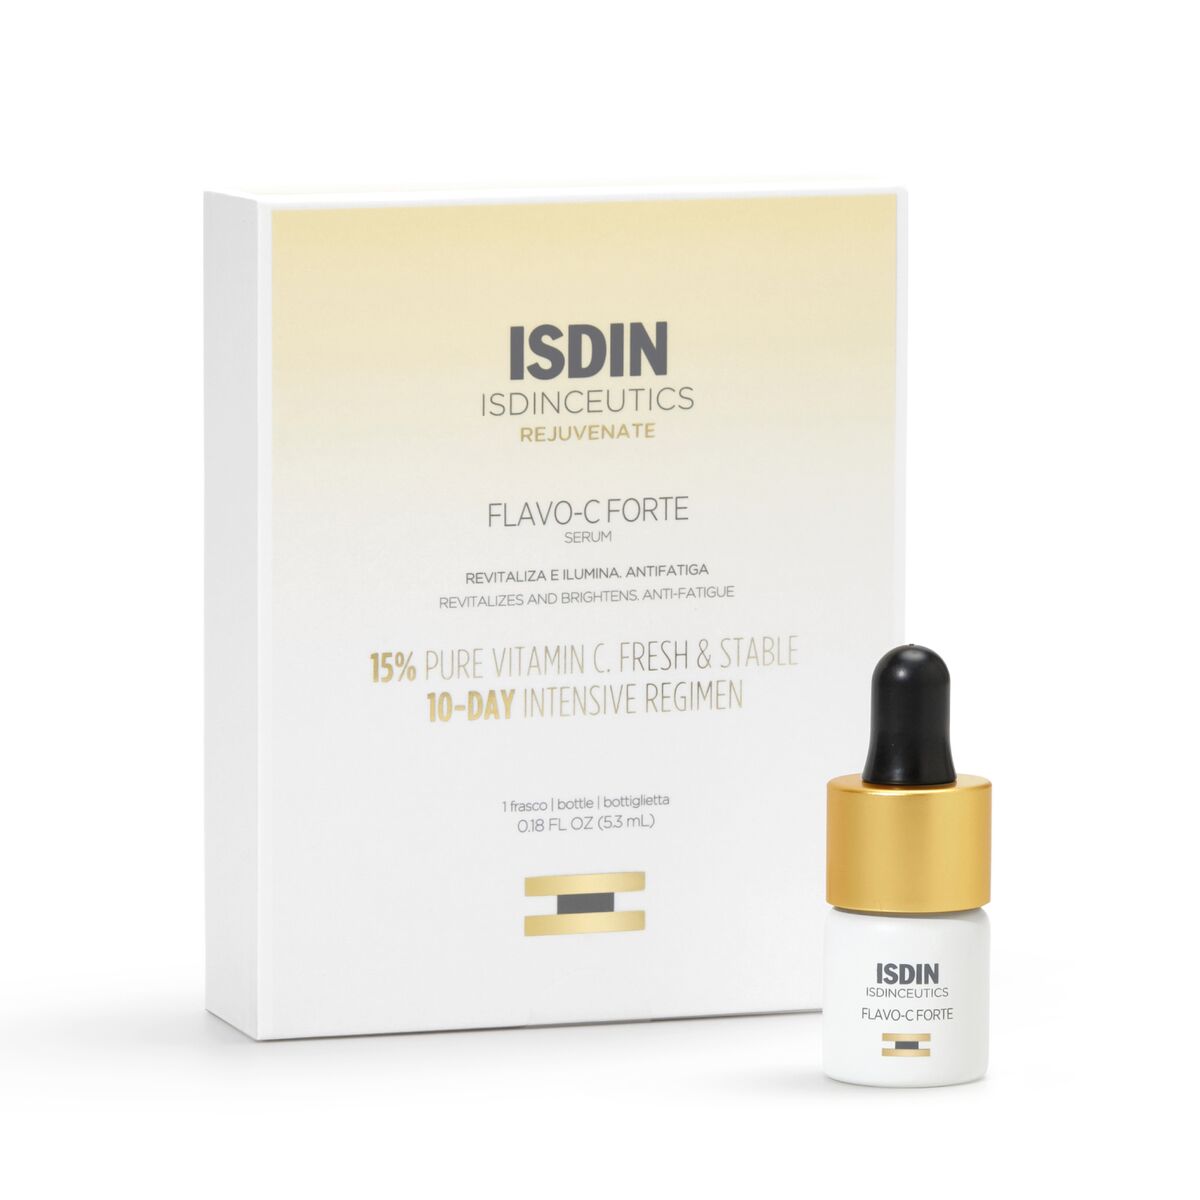 ISDIN
ISDINCEUTICS
REJUVENATE
FLAVO-C FORTE
SERUM
REVITALIZA E ILUMINA. ANTIFATIGA
REVITALIZES AND BRIGHTENS. ANTI-FATIGUE
15% PURE VITAMIN C. FRESH & STABLE
10-DAY INTENSIVE REGIMEN
1 frasco | bottle | bottiglietta
0.18 FL OZ (5.3 mL)
ISDIN
ISDINCEUTICS
FLAVO-C FORTE